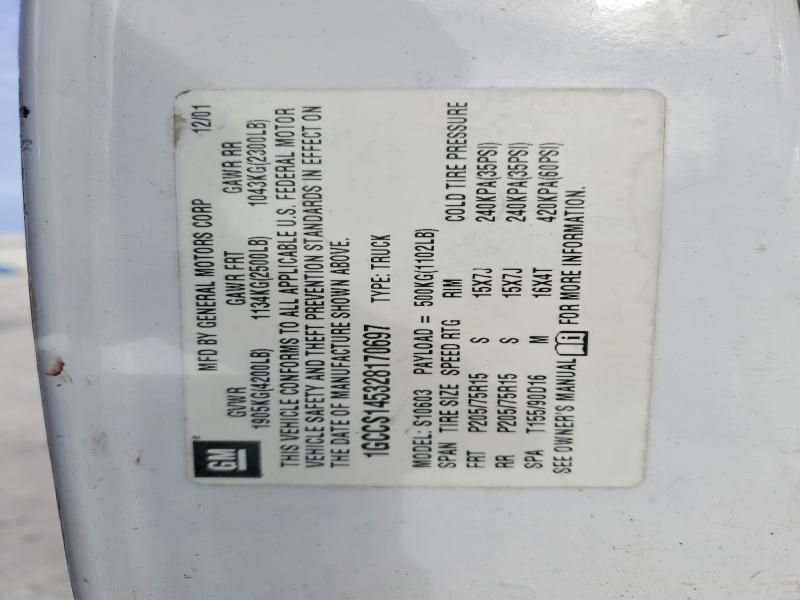 GM
MFD BY GENERAL MOTORS CORP 12/01
GVWR GAWR FRT GAWR RR
1905KG(4200LB) 1134KG(2500LB) 1043KG(2300LB)
THIS VEHICLE CONFORMS TO ALL APPLICABLE U.S. FEDERAL MOTOR
VEHICLE SAFETY AND THEFT PREVENTION STANDARDS IN EFFECT ON
THE DATE OF MANUFACTURE SHOWN ABOVE.
1GCCS145328170697 TYPE: TRUCK
MODEL: S10603 PAYLOAD = 500KG(1102LB)
SPAN TIRE SIZE SPEED RTG RIM COLD TIRE PRESSURE
FRT P205/75R15 S 15X7J 240KPA(35PSI)
RR P205/75R15 S 15X7J 240KPA(35PSI)
SPA T155/90D16 M 16X4T 420KPA(60PSI)
SEE OWNER'S MANUAL i FOR MORE INFORMATION.